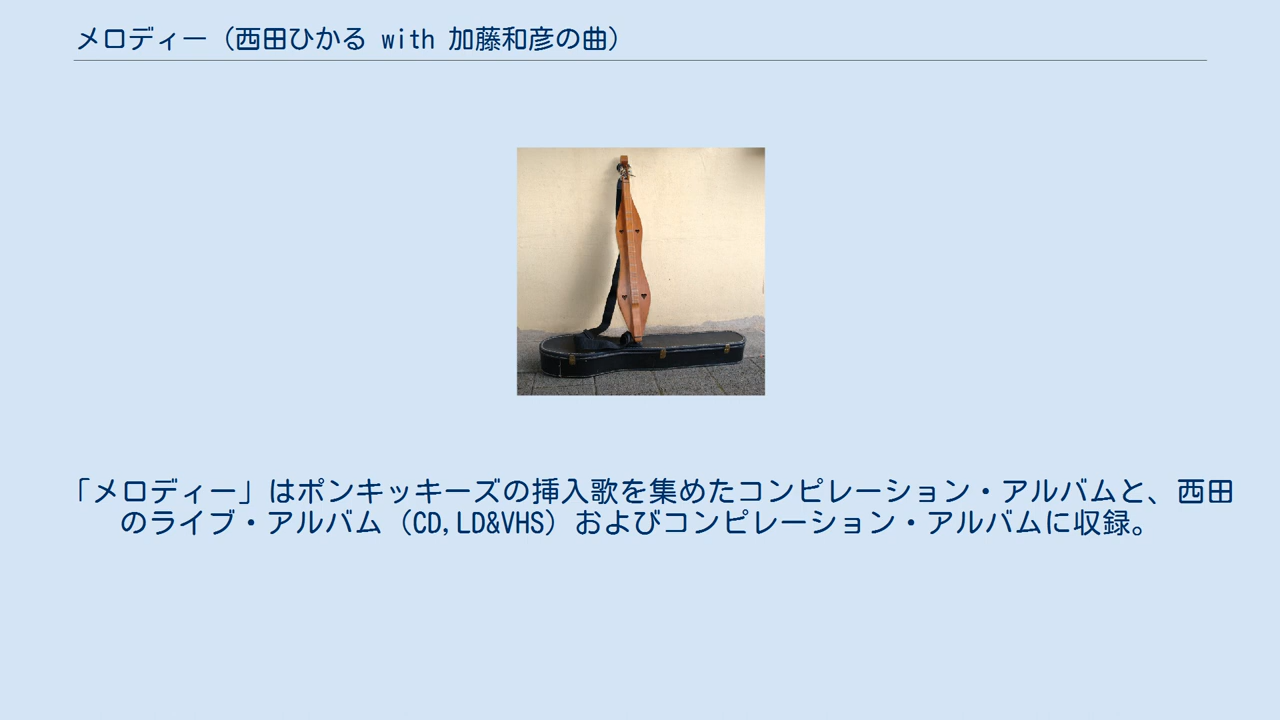 メロディー（西田ひかる with 加藤和彦の曲）
「メロディー」はポンキッキーズの挿入歌を集めたコンピレーション・アルバムと、西田
のライブ・アルバム（CD,LD&VHS）およびコンピレーション・アルバムに収録。